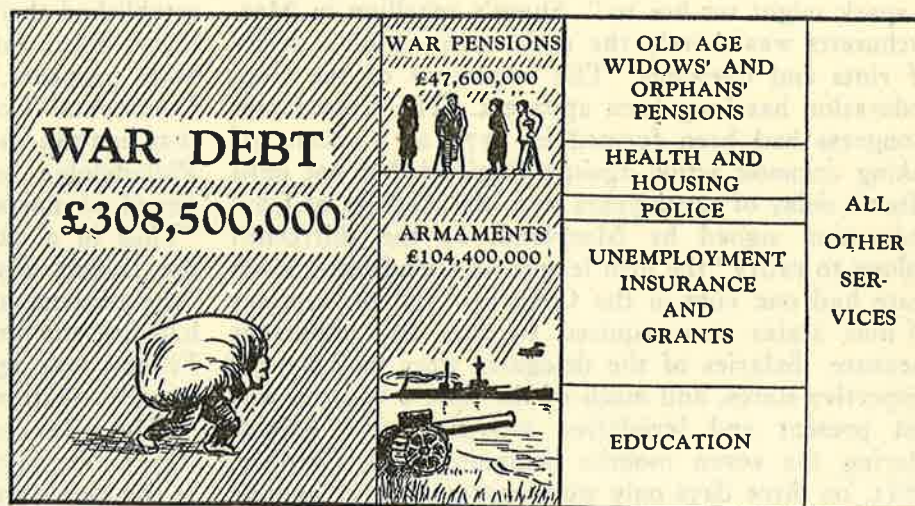 WAR DEBT
£308,500,000
WAR PENSIONS
£47,600,000
ARMAMENTS
£104,400,000
OLD AGE
WIDOWS' AND
ORPHANS'
PENSIONS
HEALTH AND
HOUSING
POLICE
UNEMPLOYMENT
INSURANCE
AND
GRANTS
EDUCATION
ALL
OTHER
SER-
VICES